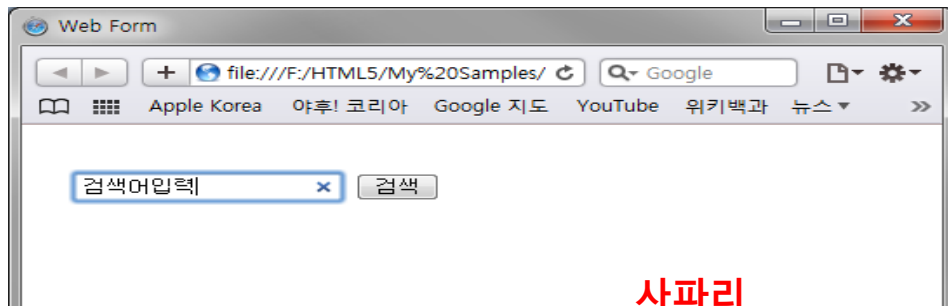 Web Form
file:///F:/HTML5/My%20Samples/ Google
Apple Korea 야후! 코리아 Google 지도 YouTube 위키백과 뉴스
검색어입력 검색
사파리